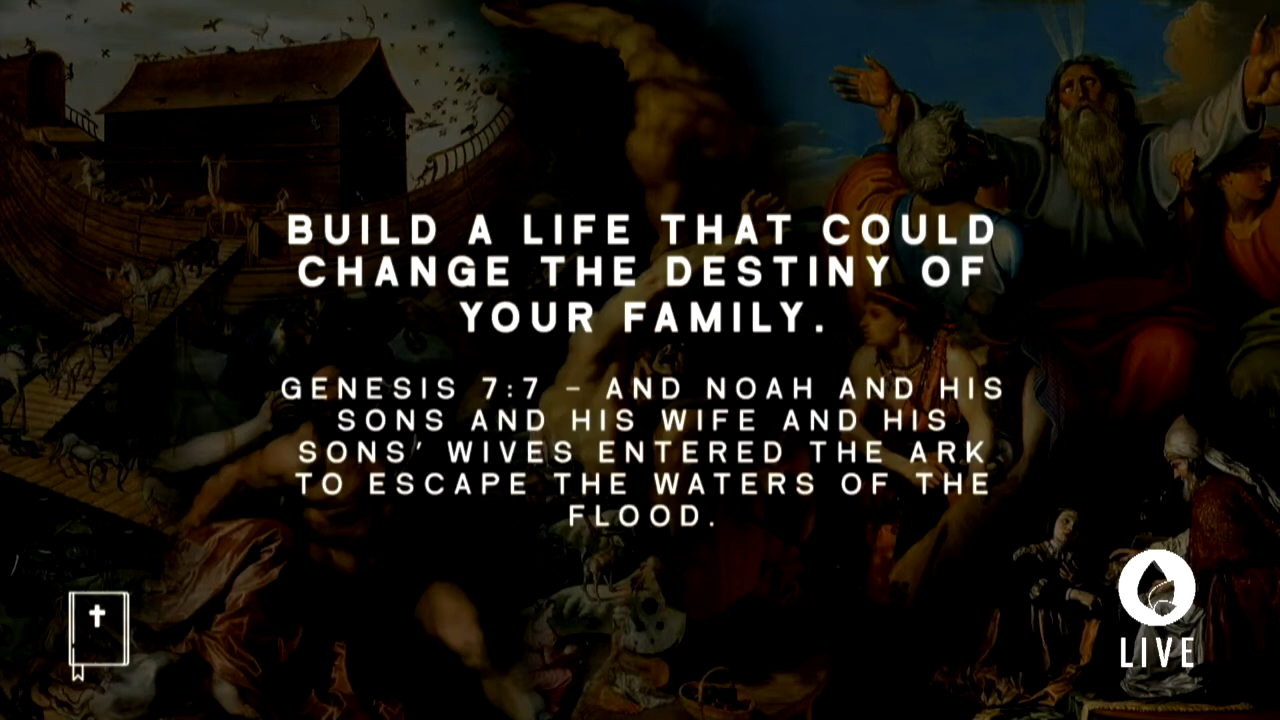 BUILD A LIFE THAT COULD
CHANGE THE DESTINY OF
YOUR FAMILY.
GENESIS 7:7 – AND NOAH AND HIS
SONS AND HIS WIFE AND HIS
SONS' WIVES ENTERED THE ARK
TO ESCAPE THE WATERS OF THE
FLOOD.
LIVE